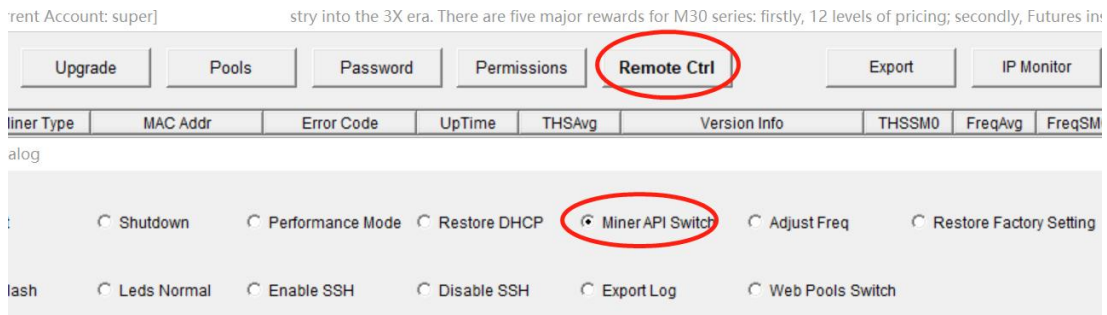 rrent Account: super] stry into the 3X era. There are five major rewards for M30 series: firstly, 12 levels of pricing; secondly, Futures ins
Upgrade Pools Password Permissions Remote Ctrl Export IP Monitor
liner Type MAC Addr Error Code UpTime THSAvg Version Info THSSM0 FreqAvg FreqSM
alog
Shutdown Performance Mode Restore DHCP Miner API Switch Adjust Freq Restore Factory Setting
lash Leds Normal Enable SSH Disable SSH Export Log Web Pools Switch